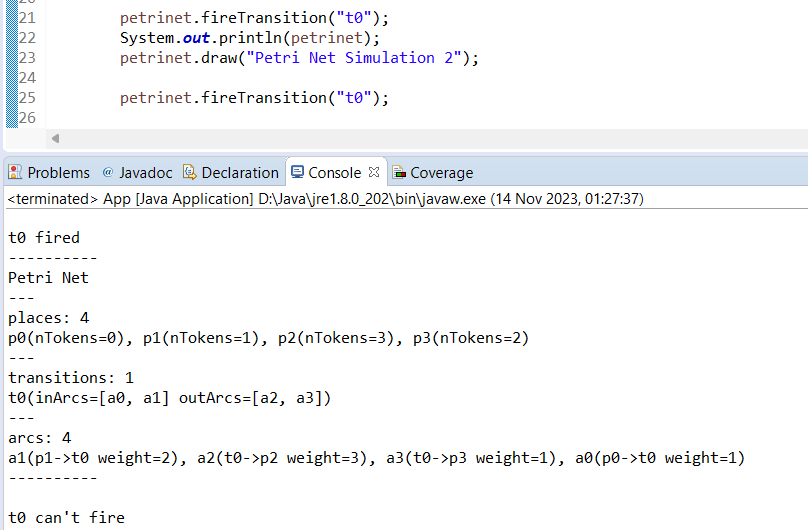 21 petrinet.fireTransition("t0");
22 System.out.println(petrinet);
23 petrinet.draw("Petri Net Simulation 2");
24
25 petrinet.fireTransition("t0");
26
Problems @ Javadoc Declaration Console Coverage
<terminated> App [Java Application] D:\Java\jre1.8.0_202\bin\javaw.exe (14 Nov 2023, 01:27:37)
t0 fired
----------
Petri Net
---
places: 4
p0(nTokens=0), p1(nTokens=1), p2(nTokens=3), p3(nTokens=2)
---
transitions: 1
t0(inArcs=[a0, a1] outArcs=[a2, a3])
---
arcs: 4
a1(p1->t0 weight=2), a2(t0->p2 weight=3), a3(t0->p3 weight=1), a0(p0->t0 weight=1)
----------
t0 can't fire